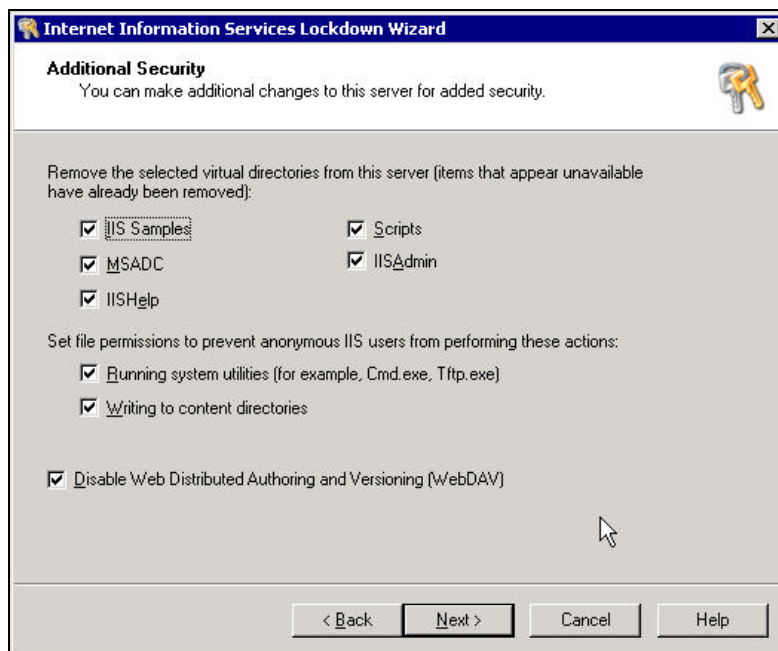 Internet Information Services Lockdown Wizard
Additional Security
You can make additional changes to this server for added security.
Remove the selected virtual directories from this server (items that appear unavailable
have already been removed):
IIS Samples
Scripts
MSADC
IISAdmin
IISHelp
Set file permissions to prevent anonymous IIS users from performing these actions:
Running system utilities (for example, Cmd.exe, Tftp.exe)
Writing to content directories
Disable Web Distributed Authoring and Versioning (WebDAV)
< Back
Next >
Cancel
Help